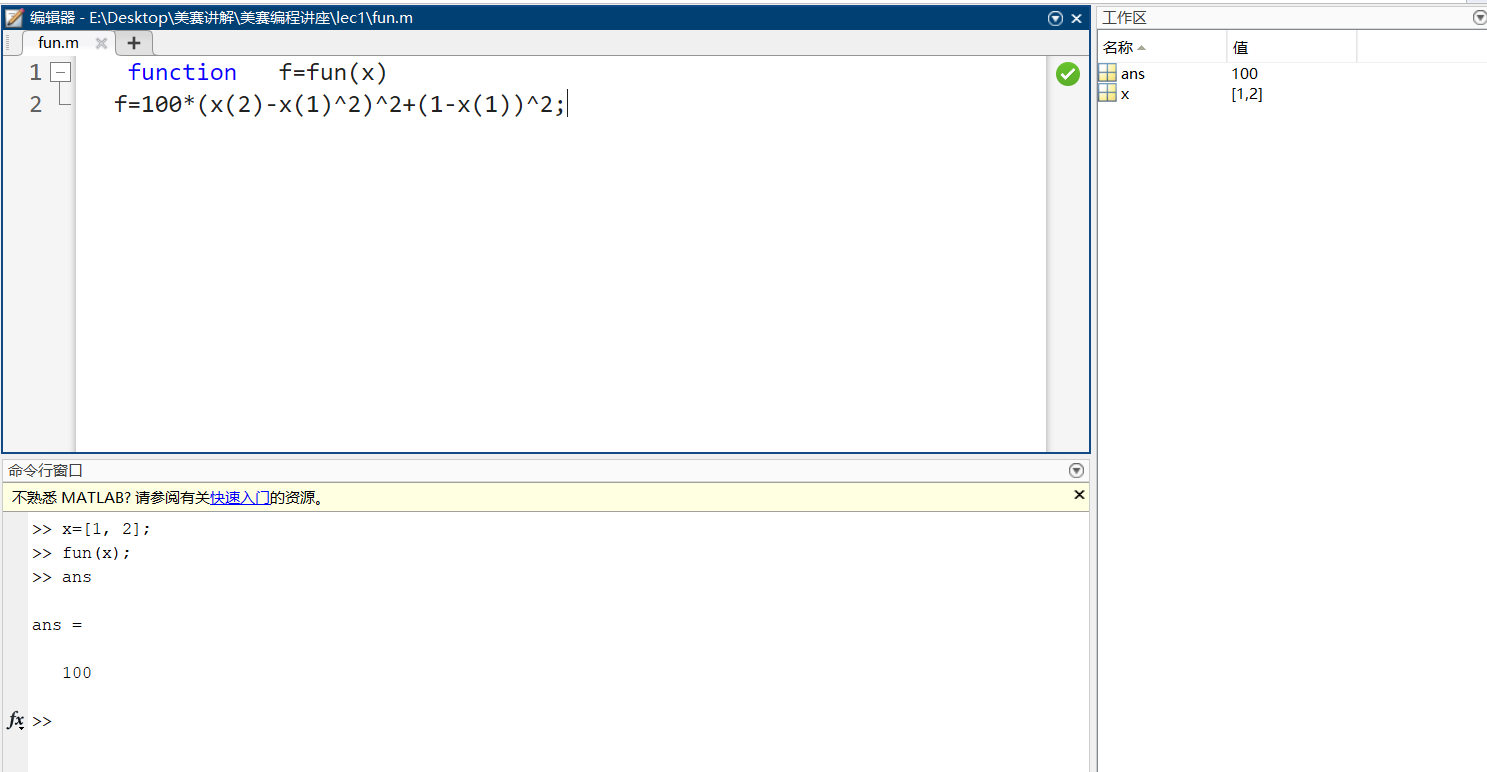 编辑器 - E:\Desktop\美赛讲解\美赛编程讲座\lec1\fun.m
fun.m
1 function f=fun(x)
2 f=100*(x(2)-x(1)^2)^2+(1-x(1))^2;
工作区
名称 值
ans 100
x [1,2]
命令行窗口
不熟悉 MATLAB? 请参阅有关快速入门的资源。
>> x=[1, 2];
>> fun(x);
>> ans
ans =
100
fx >>